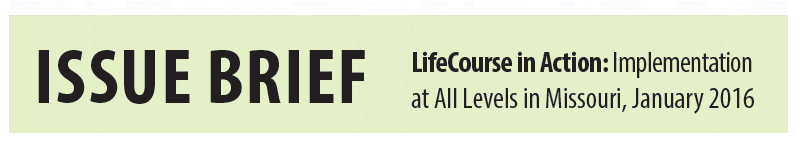 ISSUE BRIEF
LifeCourse in Action: Implementation
at All Levels in Missouri, January 2016